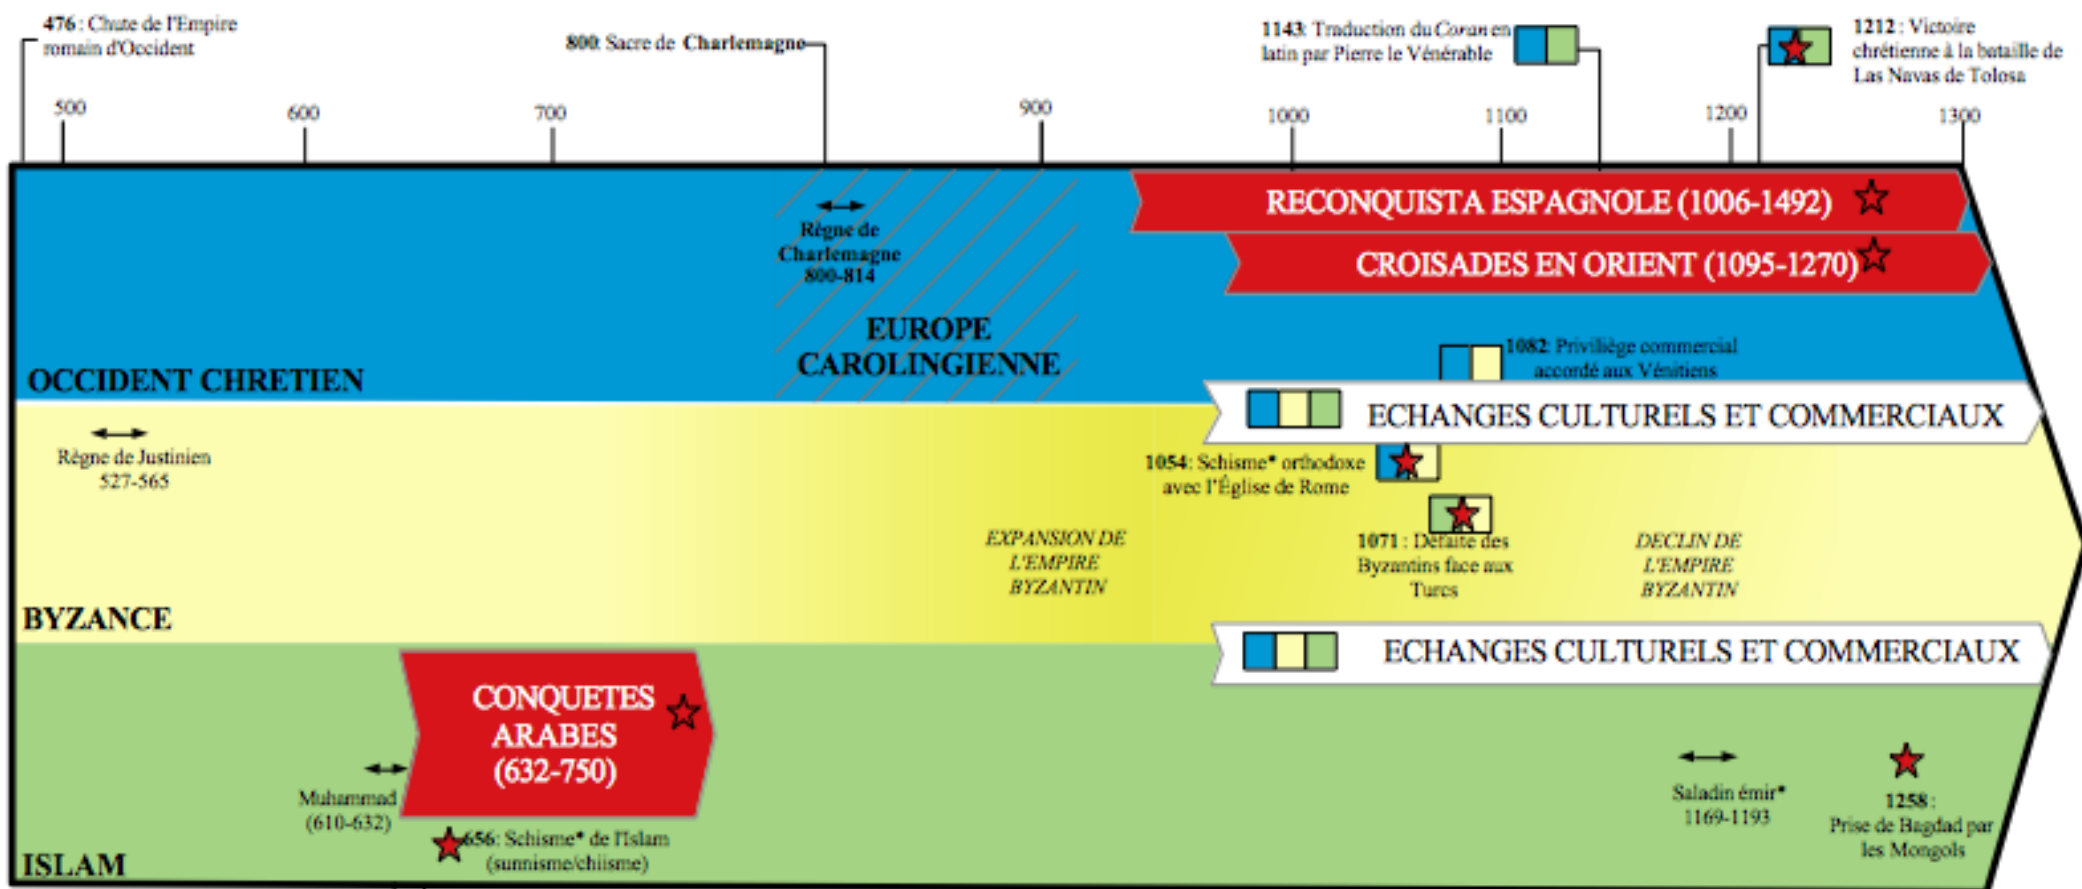 476 : Chute de l'Empire
romain d'Occident
800: Sacre de Charlemagne
1143: Traduction du Coran en
latin par Pierre le Vénérable
1212 : Victoire
chrétienne à la bataille de
Las Navas de Tolosa
500
600
700
900
1000
1100
1200
1300
RECONQUISTA ESPAGNOLE (1006-1492)
CROISADES EN ORIENT (1095-1270)
Règne de
Charlemagne
800-814
EUROPE
CAROLINGIENNE
1082: Priviliège commercial
accordé aux Vénitiens
OCCIDENT CHRETIEN
ECHANGES CULTURELS ET COMMERCIAUX
Règne de Justinien
527-565
1054: Schisme* orthodoxe
avec l'Église de Rome
EXPANSION DE
L'EMPIRE
BYZANTIN
1071 : Défaite des
Byzantins face aux
Turcs
DECLIN DE
L'EMPIRE
BYZANTIN
BYZANCE
ECHANGES CULTURELS ET COMMERCIAUX
CONQUETES
ARABES
(632-750)
Muhammad
(610-632)
656: Schisme* de l'Islam
(sunnisme/chiisme)
Saladin émir*
1169-1193
1258 :
Prise de Bagdad par
les Mongols
ISLAM